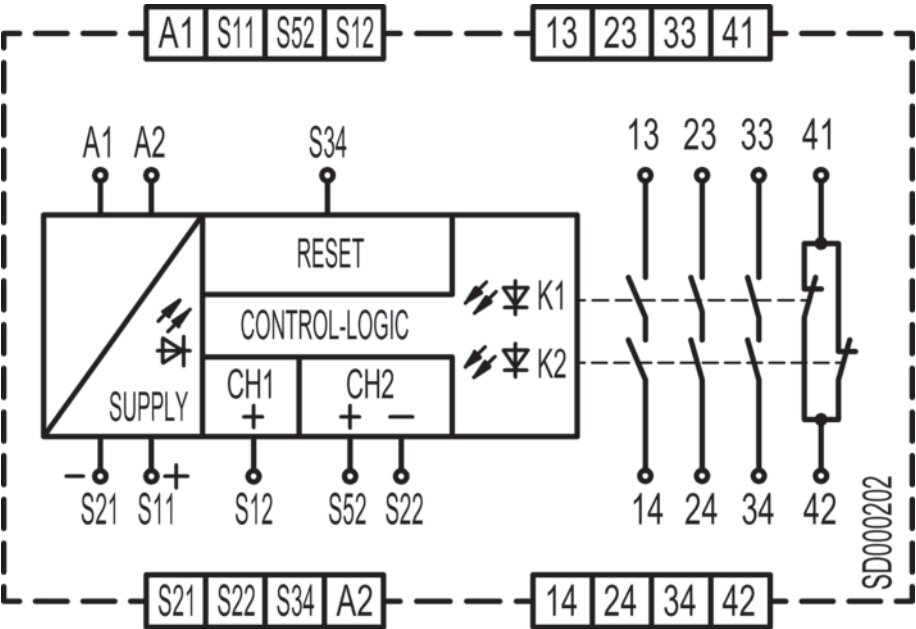 A1 S11 S52 S12 13 23 33 41
A1 A2 S34 13 23 33 41
RESET
K1
CONTROL-LOGIC
K2
CH1 CH2
SUPPLY + + −
− + 
S21 S11 S12 S52 S22 14 24 34 42
SD000202
S21 S22 S34 A2 14 24 34 42